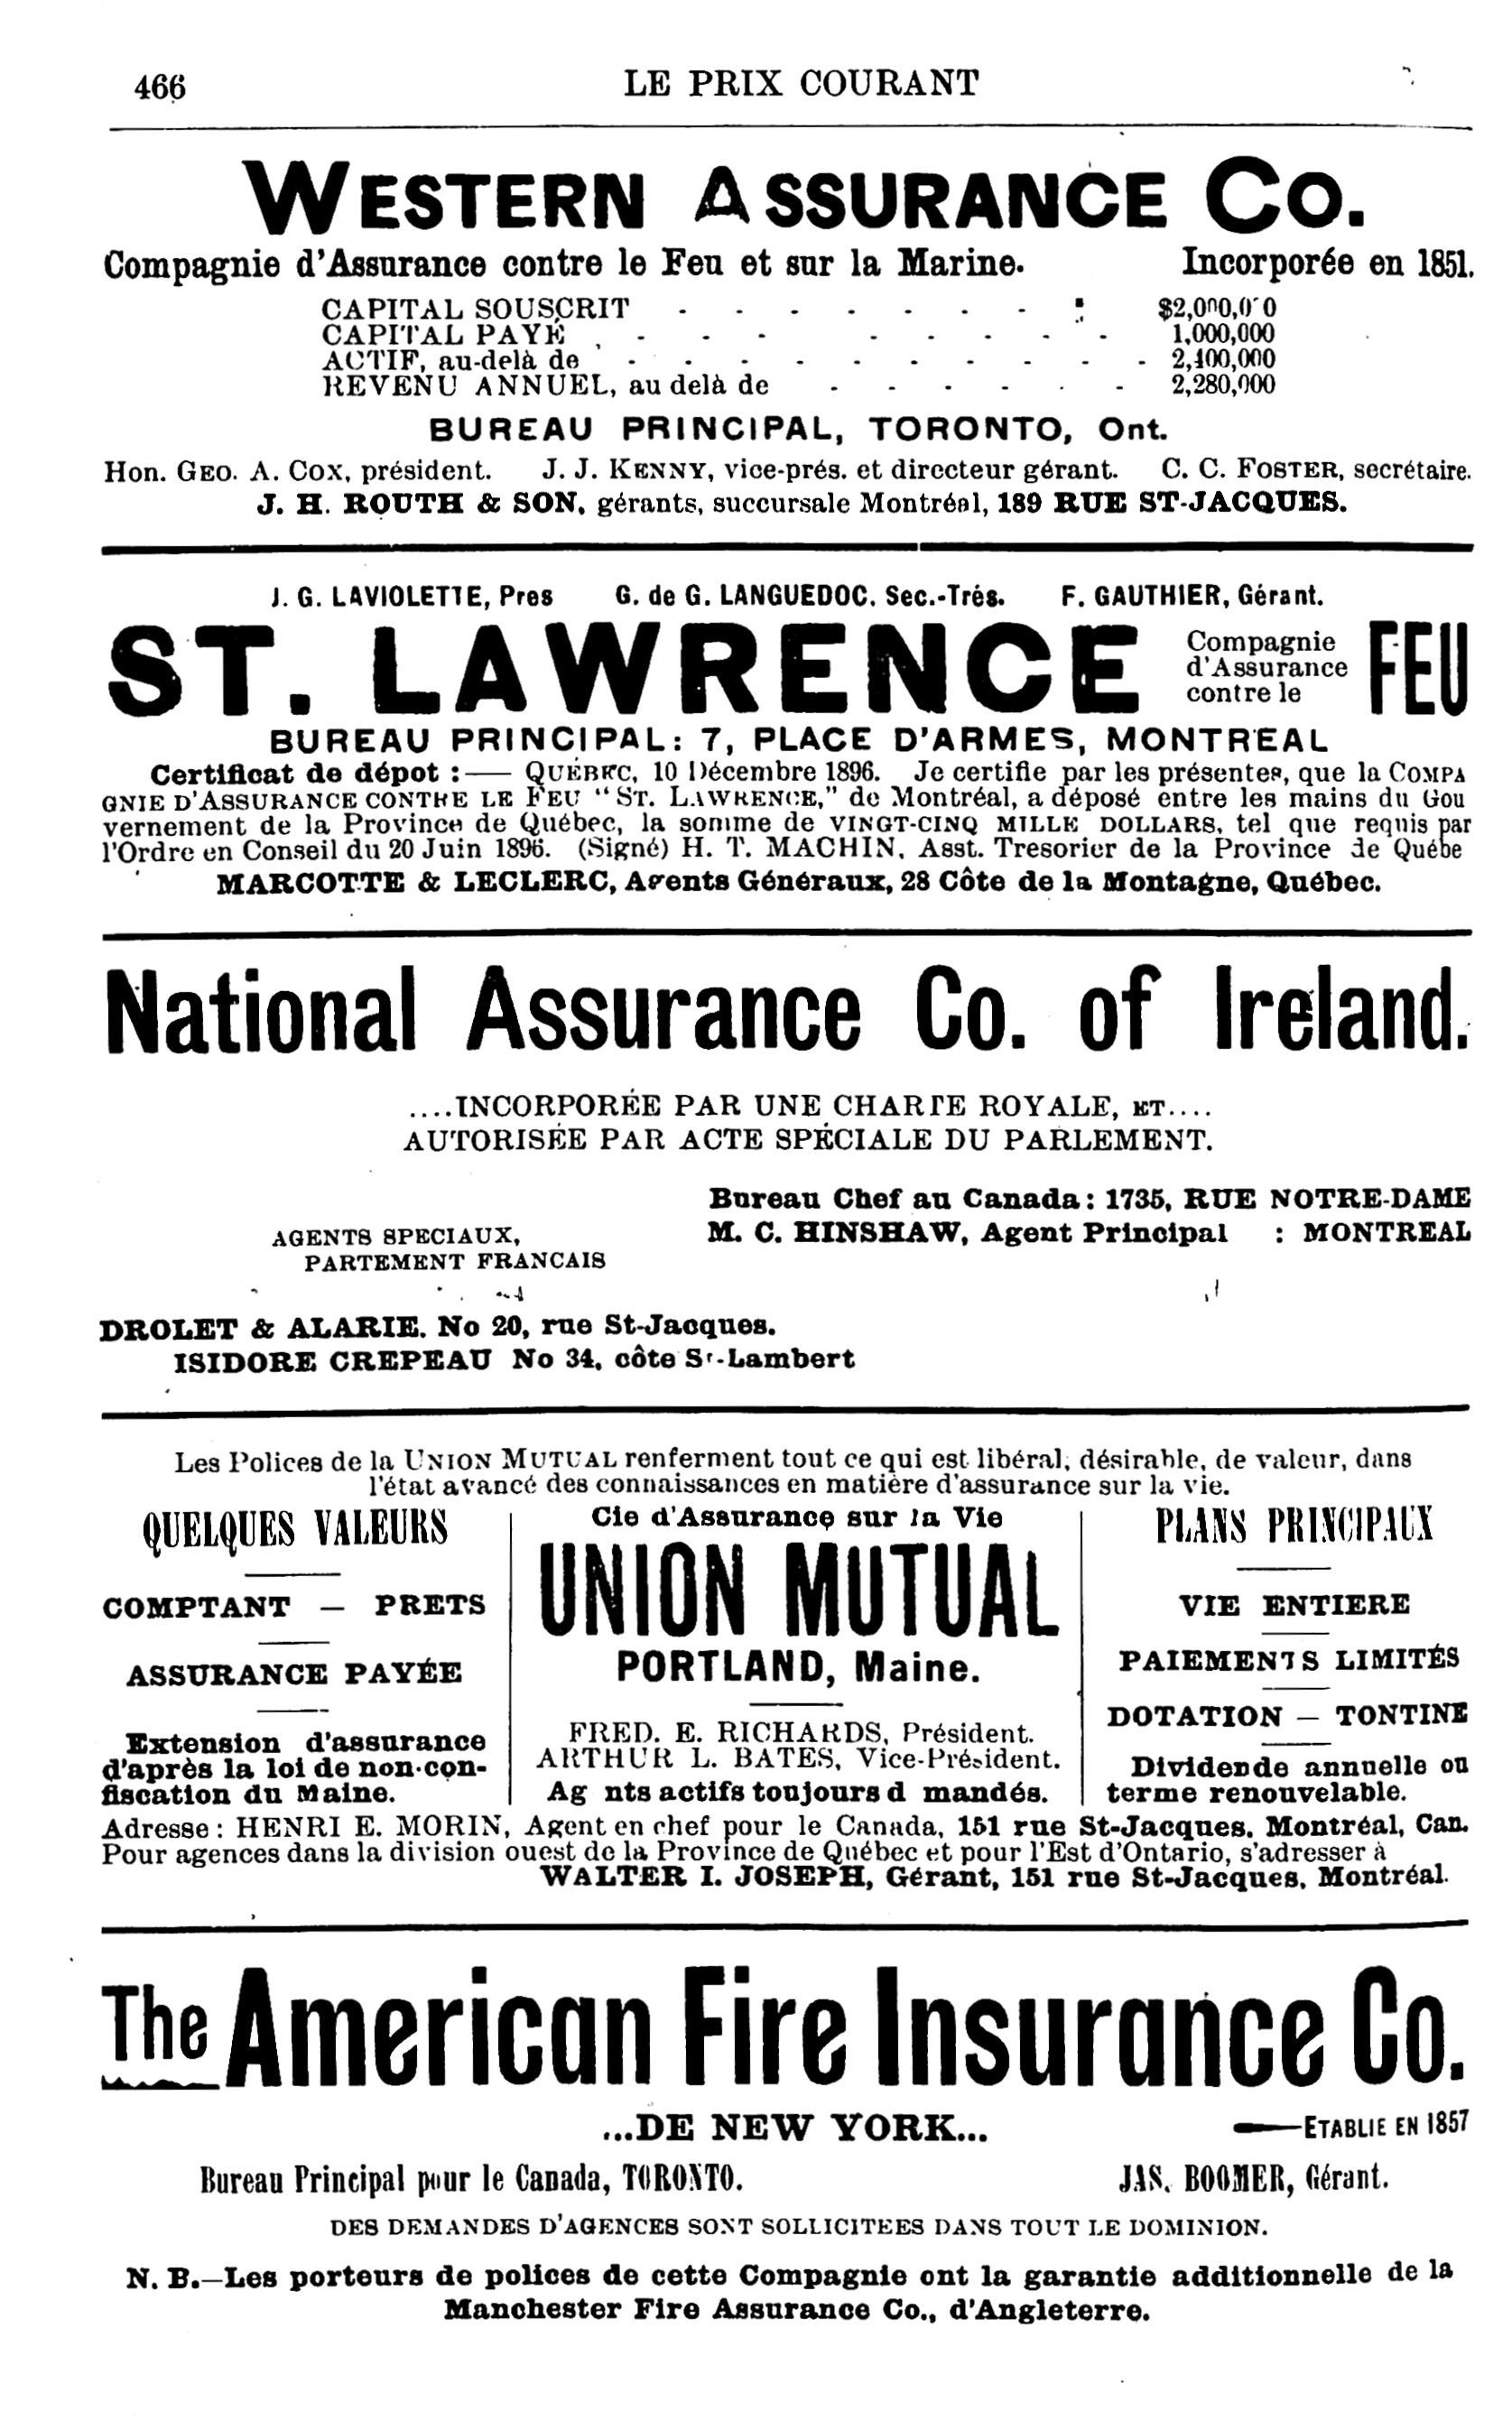 466
LE PRIX COURANT
WESTERN ASSURANCE CO.
Compagnie d'Assurance contre le Feu et sur la Marine. Incorporée en 1851.
CAPITAL SOUSCRIT - - - - - - - - $2,000,000
CAPITAL PAYÉ - - - - - - - - 1,000,000
ACTIF, au-delà de - - - - - - - - - - 2,400,000
REVENU ANNUEL, au delà de - - - - - - 2,280,000
BUREAU PRINCIPAL, TORONTO, Ont.
Hon. GEO. A. COX, président. J. J. KENNY, vice-prés. et directeur gérant. C. C. FOSTER, secrétaire.
J. H. ROUTH & SON, gérants, succursale Montréal, 189 RUE ST-JACQUES.
J. G. LAVIOLETTE, Pres G. de G. LANGUEDOC. Sec.-Trés. F. GAUTHIER, Gérant.
ST. LAWRENCE Compagnie d'Assurance contre le FEU
BUREAU PRINCIPAL: 7, PLACE D'ARMES, MONTREAL
Certificat de dépot :— QUÉBEC, 10 Décembre 1896. Je certifie par les présentes, que la COMPA
GNIE D'ASSURANCE CONTRE LE FEU "ST. LAWRENCE," de Montréal, a déposé entre les mains du Gou
vernement de la Province de Québec, la somme de VINGT-CINQ MILLE DOLLARS, tel que requis par
l'Ordre en Conseil du 20 Juin 1896. (Signé) H. T. MACHIN, Asst. Tresorier de la Province de Québe
MARCOTTE & LECLERC, Agents Généraux, 28 Côte de la Montagne, Québec.
National Assurance Co. of Ireland.
....INCORPORÉE PAR UNE CHARTE ROYALE, ET....
AUTORISÉE PAR ACTE SPÉCIALE DU PARLEMENT.
Bureau Chef au Canada: 1735, RUE NOTRE-DAME
M. C. HINSHAW, Agent Principal : MONTREAL
AGENTS SPECIAUX,
PARTEMENT FRANCAIS
DROLET & ALARIE. No 20, rue St-Jacques.
ISIDORE CREPEAU No 34. côte St-Lambert
Les Polices de la UNION MUTUAL renferment tout ce qui est libéral, désirable, de valeur, dans
l'état avancé des connaissances en matière d'assurance sur la vie.
QUELQUES VALEURS
COMPTANT — PRETS
ASSURANCE PAYÉE
Extension d'assurance
d'après la loi de non-con-
fiscation du Maine.
Cie d'Assurance sur la Vie
UNION MUTUAL
PORTLAND, Maine.
FRED. E. RICHARDS, Président.
ARTHUR L. BATES, Vice-Président.
Ag nts actifs toujours d mandés.
PLANS PRINCIPAUX
VIE ENTIERE
PAIEMENTS LIMITÉS
DOTATION — TONTINE
Dividende annuelle ou
terme renouvelable.
Adresse : HENRI E. MORIN, Agent en chef pour le Canada, 151 rue St-Jacques, Montréal, Can.
Pour agences dans la division ouest de la Province de Québec et pour l'Est d'Ontario, s'adresser à
WALTER I. JOSEPH, Gérant, 151 rue St-Jacques, Montréal.
The American Fire Insurance Co.
...DE NEW YORK... —ETABLIE EN 1857
Bureau Principal pour le Canada, TORONTO. JAS. BOOMER, Gérant.
DES DEMANDES D'AGENCES SONT SOLLICITEES DANS TOUT LE DOMINION.
N. B.—Les porteurs de polices de cette Compagnie ont la garantie additionnelle de la
Manchester Fire Assurance Co., d'Angleterre.